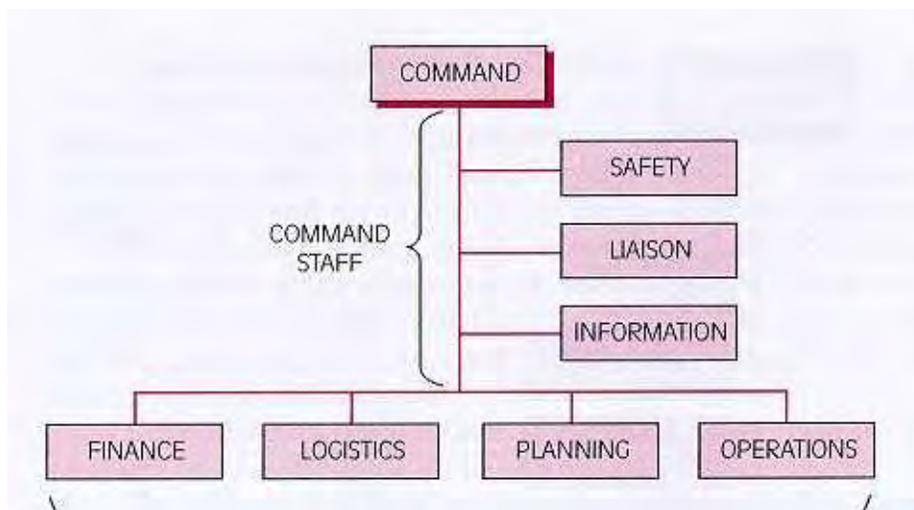 COMMAND
SAFETY
COMMAND
STAFF
LIAISON
INFORMATION
FINANCE
LOGISTICS
PLANNING
OPERATIONS